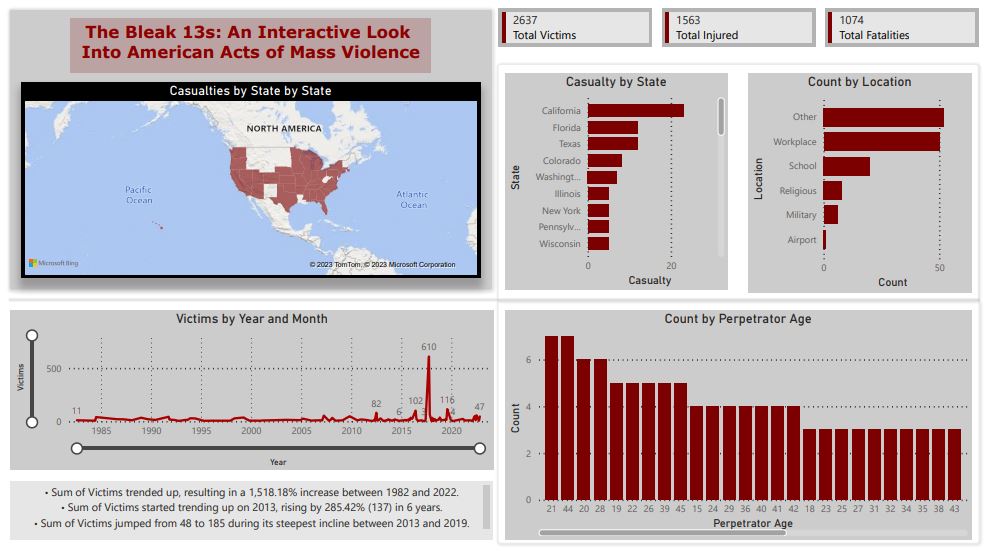 The Bleak 13s: An Interactive Look
Into American Acts of Mass Violence
2637
Total Victims
1563
Total Injured
1074
Total Fatalities
Casualties by State by State
NORTH AMERICA
Pacific
Ocean
Atlantic
Ocean
Microsoft Bing
© 2023 TomTom, © 2023 Microsoft Corporation
Casualty by State
State
California
Florida
Texas
Colorado
Washingt...
Illinois
New York
Pennsylv...
Wisconsin
0 20
Casualty
Count by Location
Location
Other
Workplace
School
Religious
Military
Airport
0 50
Count
Victims by Year and Month
Victims
500
0
11 82 6 102 3 610 116 4 47
1985 1990 1995 2000 2005 2010 2015 2020
Year
• Sum of Victims trended up, resulting in a 1,518.18% increase between 1982 and 2022.
• Sum of Victims started trending up on 2013, rising by 285.42% (137) in 6 years.
• Sum of Victims jumped from 48 to 185 during its steepest incline between 2013 and 2019.
Count by Perpetrator Age
Count
6
4
2
0
21 44 20 28 19 22 26 39 45 15 24 29 36 40 41 42 18 23 25 27 31 32 34 35 38 43
Perpetrator Age